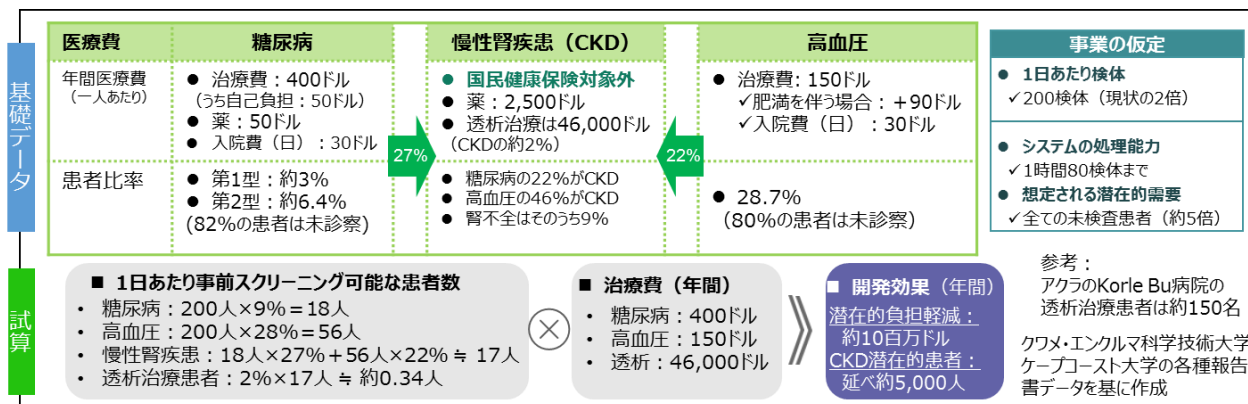 医療費
糖尿病
慢性腎疾患（CKD）
高血圧
基礎データ
年間医療費
（一人あたり）
● 治療費：400ドル
（うち自己負担：50ドル）
● 薬：50ドル
● 入院費（日）：30ドル
27%
● 国民健康保険対象外
● 薬：2,500ドル
● 透析治療は46,000ドル
（CKDの約2%）
22%
● 治療費：150ドル
✓肥満を伴う場合：＋90ドル
✓入院費（日）：30ドル
患者比率
● 第1型：約3%
● 第2型：約6.4%
(82%の患者は未診察)
● 糖尿病の22%がCKD
● 高血圧の46%がCKD
● 腎不全はそのうち9%
● 28.7%
(80%の患者は未診察)
事業の仮定
● 1日あたり検体
✓200検体（現状の2倍）
● システムの処理能力
✓1時間80検体まで
● 想定される潜在的需要
✓全ての未検査患者（約5倍）
試算
■ 1日あたり事前スクリーニング可能な患者数
• 糖尿病：200人×9%＝18人
• 高血圧：200人×28%＝56人
• 慢性腎疾患：18人×27%＋56人×22% ≒ 17人
• 透析治療患者：2%×17人 ≒ 約0.34人
■ 治療費（年間）
• 糖尿病：400ドル
• 高血圧：150ドル
• 透析：46,000ドル
■ 開発効果（年間）
潜在的負担軽減：
約10百万ドル
CKD潜在的患者：
延べ約5,000人
参考：
アクラのKorle Bu病院の
透析治療患者は約150名
クワメ・エンクルマ科学技術大学
ケープコースト大学の各種報告
書データを基に作成